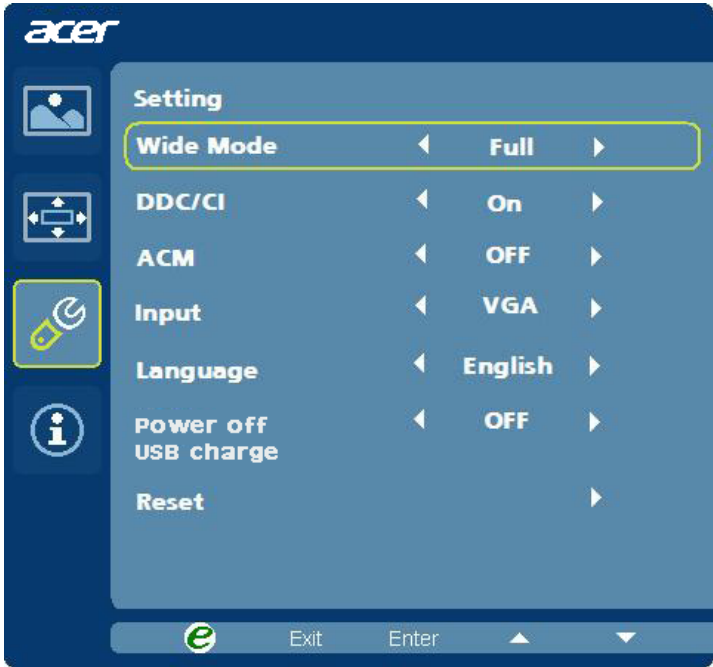 acer
Setting
Wide Mode Full
DDC/CI On
ACM OFF
Input VGA
Language English
Power off OFF
USB charge
Reset
e Exit Enter